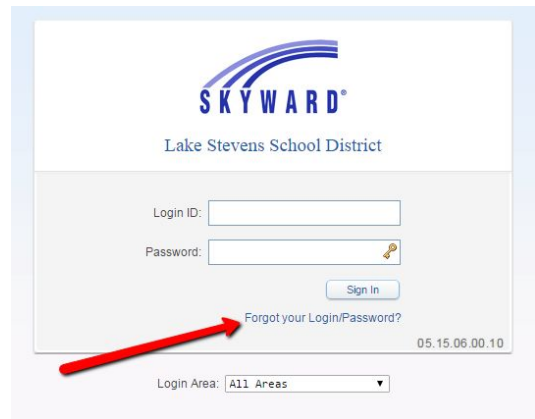 SKYWARD®
Lake Stevens School District
Login ID:
Password:
Sign In
Forgot your Login/Password?
05.15.06.00.10
Login Area: All Areas